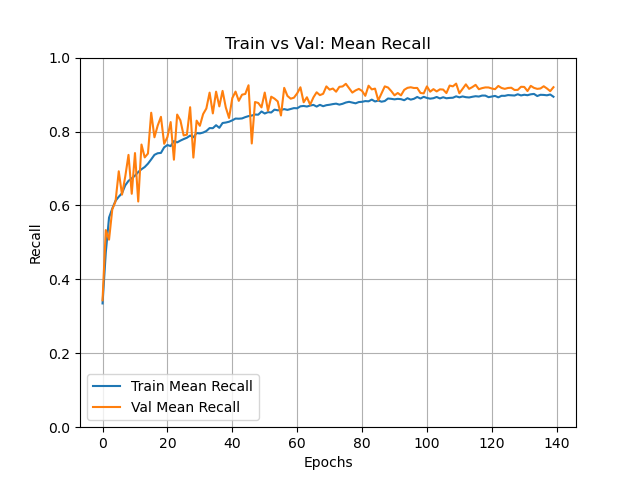 Train vs Val: Mean Recall
1.0
0.8
0.6
0.4
0.2
0.0
Recall
Train Mean Recall
Val Mean Recall
0 20 40 60 80 100 120 140
Epochs